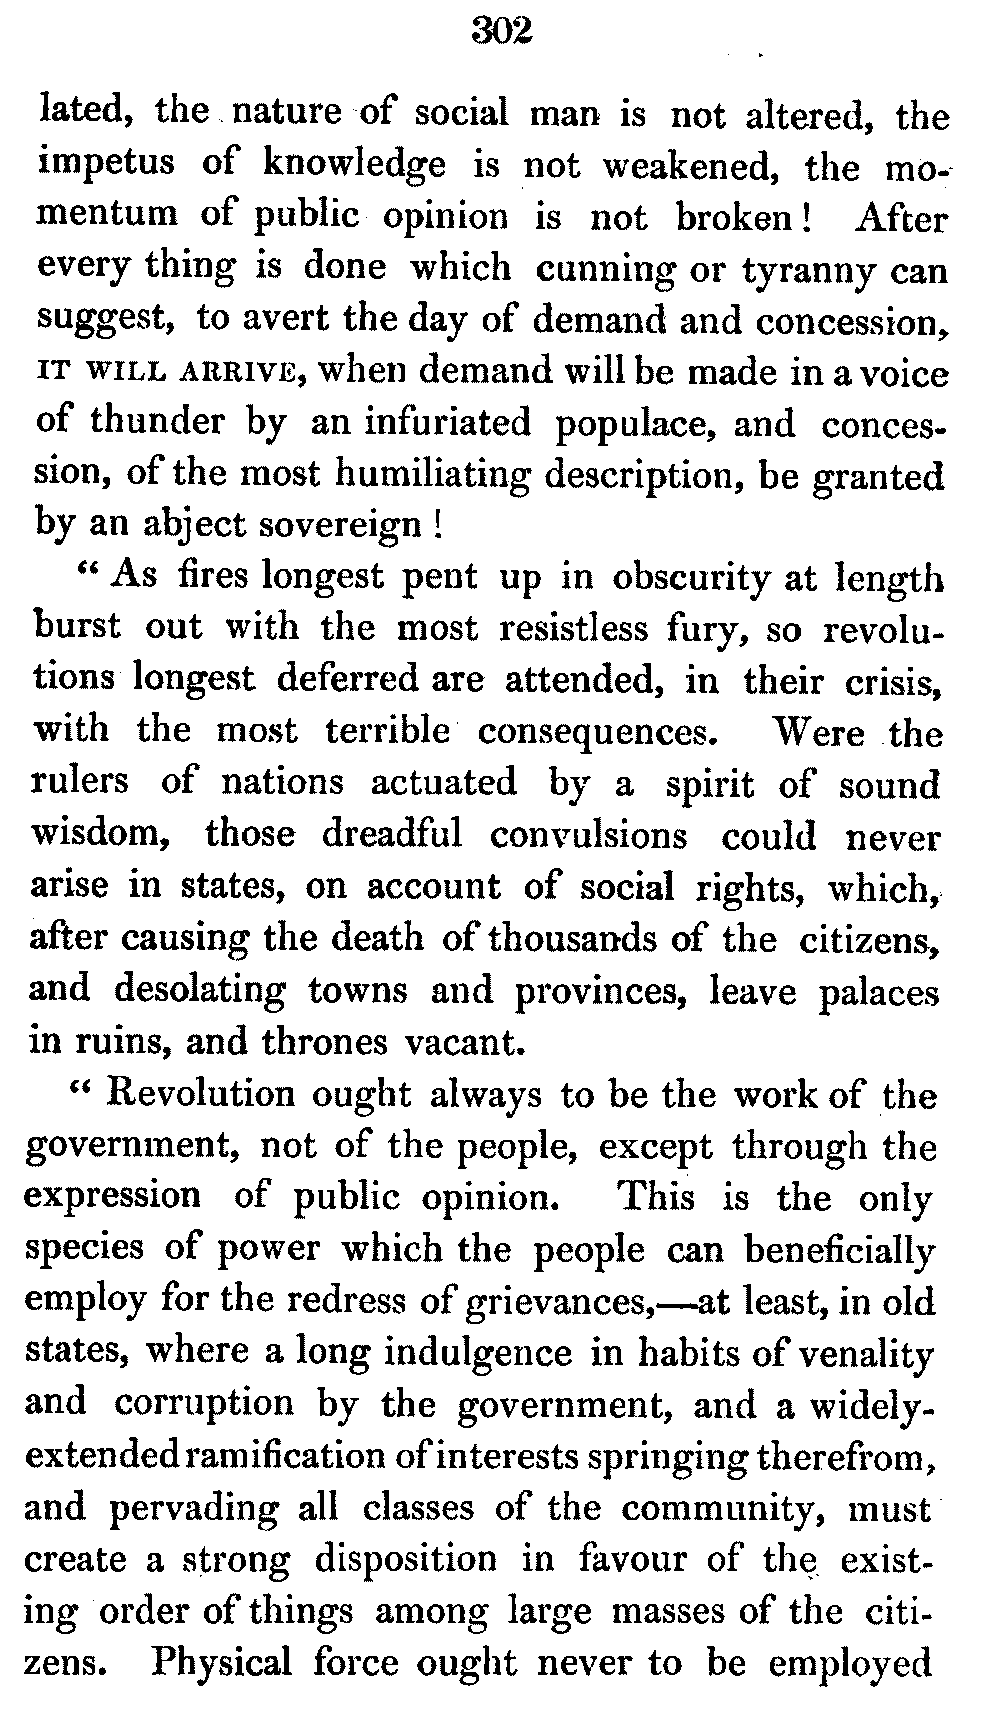 302
lated, the nature of social man is not altered, the
impetus of knowledge is not weakened, the mo-
mentum of public opinion is not broken! After
every thing is done which cunning or tyranny can
suggest, to avert the day of demand and concession,
IT WILL ARRIVE, when demand will be made in a voice
of thunder by an infuriated populace, and conces-
sion, of the most humiliating description, be granted
by an abject sovereign!
“ As fires longest pent up in obscurity at length
burst out with the most resistless fury, so revolu-
tions longest deferred are attended, in their crisis,
with the most terrible consequences. Were the
rulers of nations actuated by a spirit of sound
wisdom, those dreadful convulsions could never
arise in states, on account of social rights, which,
after causing the death of thousands of the citizens,
and desolating towns and provinces, leave palaces
in ruins, and thrones vacant.
“ Revolution ought always to be the work of the
government, not of the people, except through the
expression of public opinion. This is the only
species of power which the people can beneficially
employ for the redress of grievances,—at least, in old
states, where a long indulgence in habits of venality
and corruption by the government, and a widely-
extended ramification of interests springing therefrom,
and pervading all classes of the community, must
create a strong disposition in favour of the exist-
ing order of things among large masses of the citi-
zens. Physical force ought never to be employed